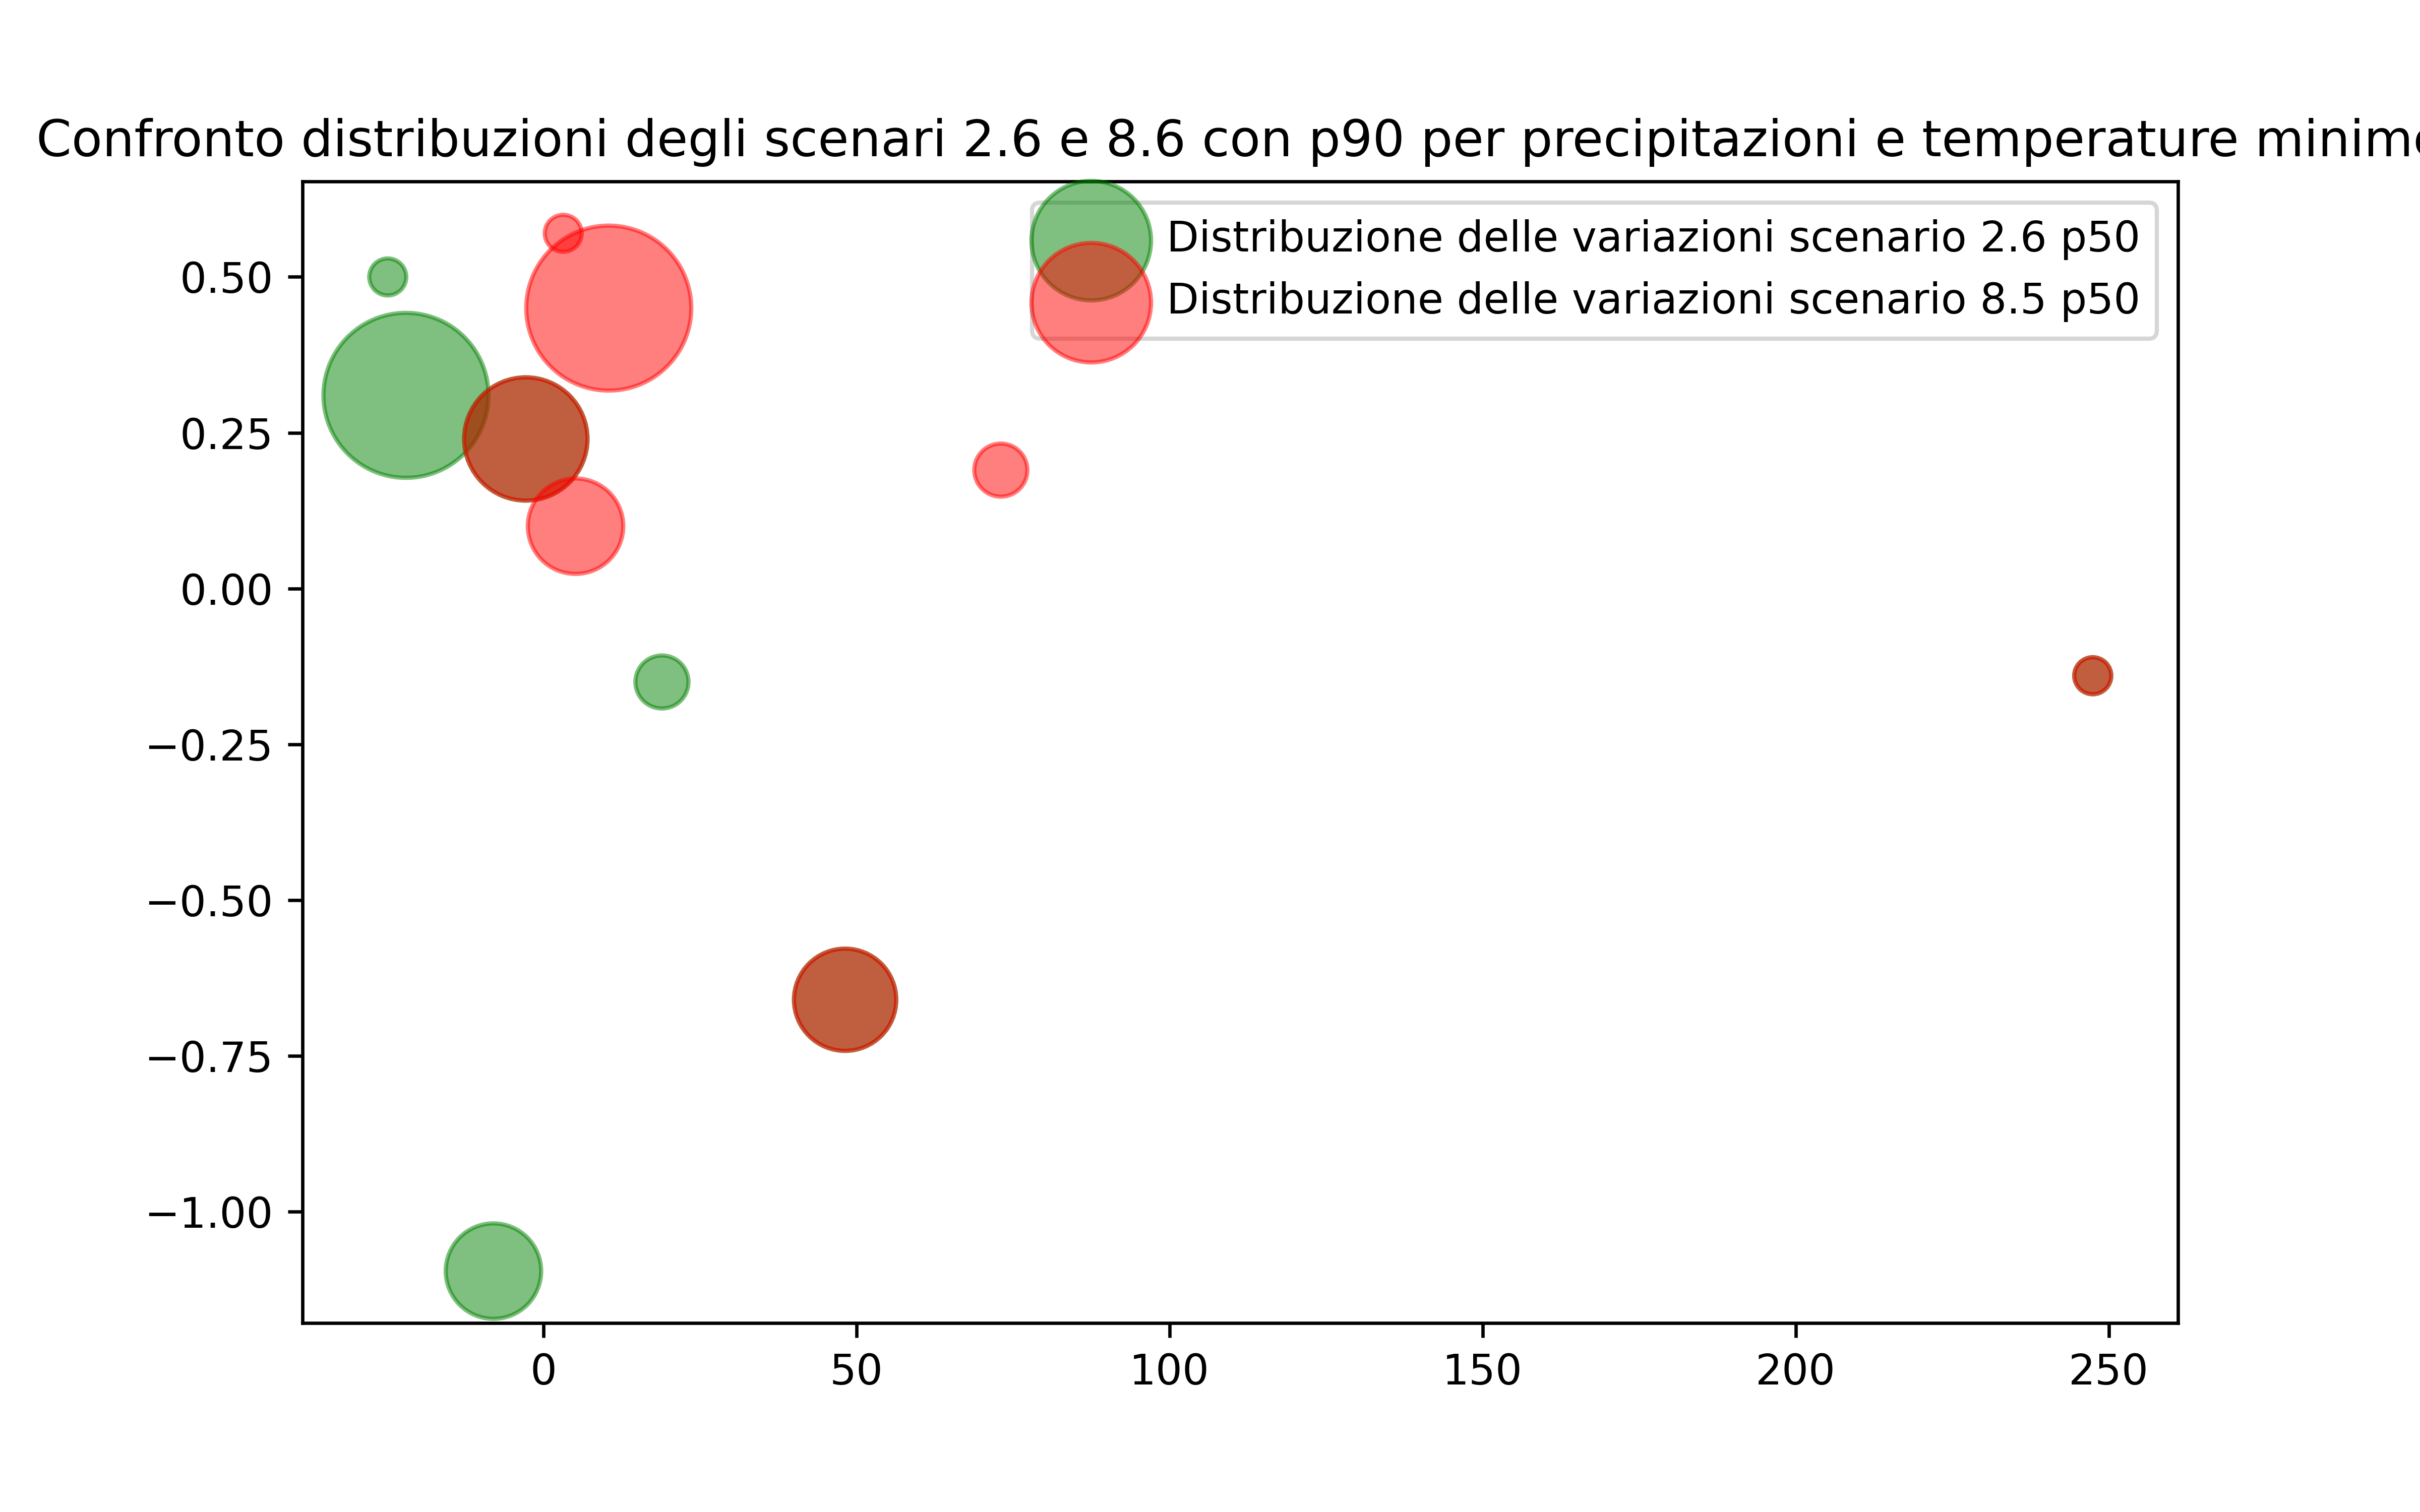 Confronto distribuzioni degli scenari 2.6 e 8.6 con p90 per precipitazioni e temperature minime
Distribuzione delle variazioni scenario 2.6 p50
Distribuzione delle variazioni scenario 8.5 p50
0.50
0.25
0.00
−0.25
−0.50
−0.75
−1.00
0 50 100 150 200 250